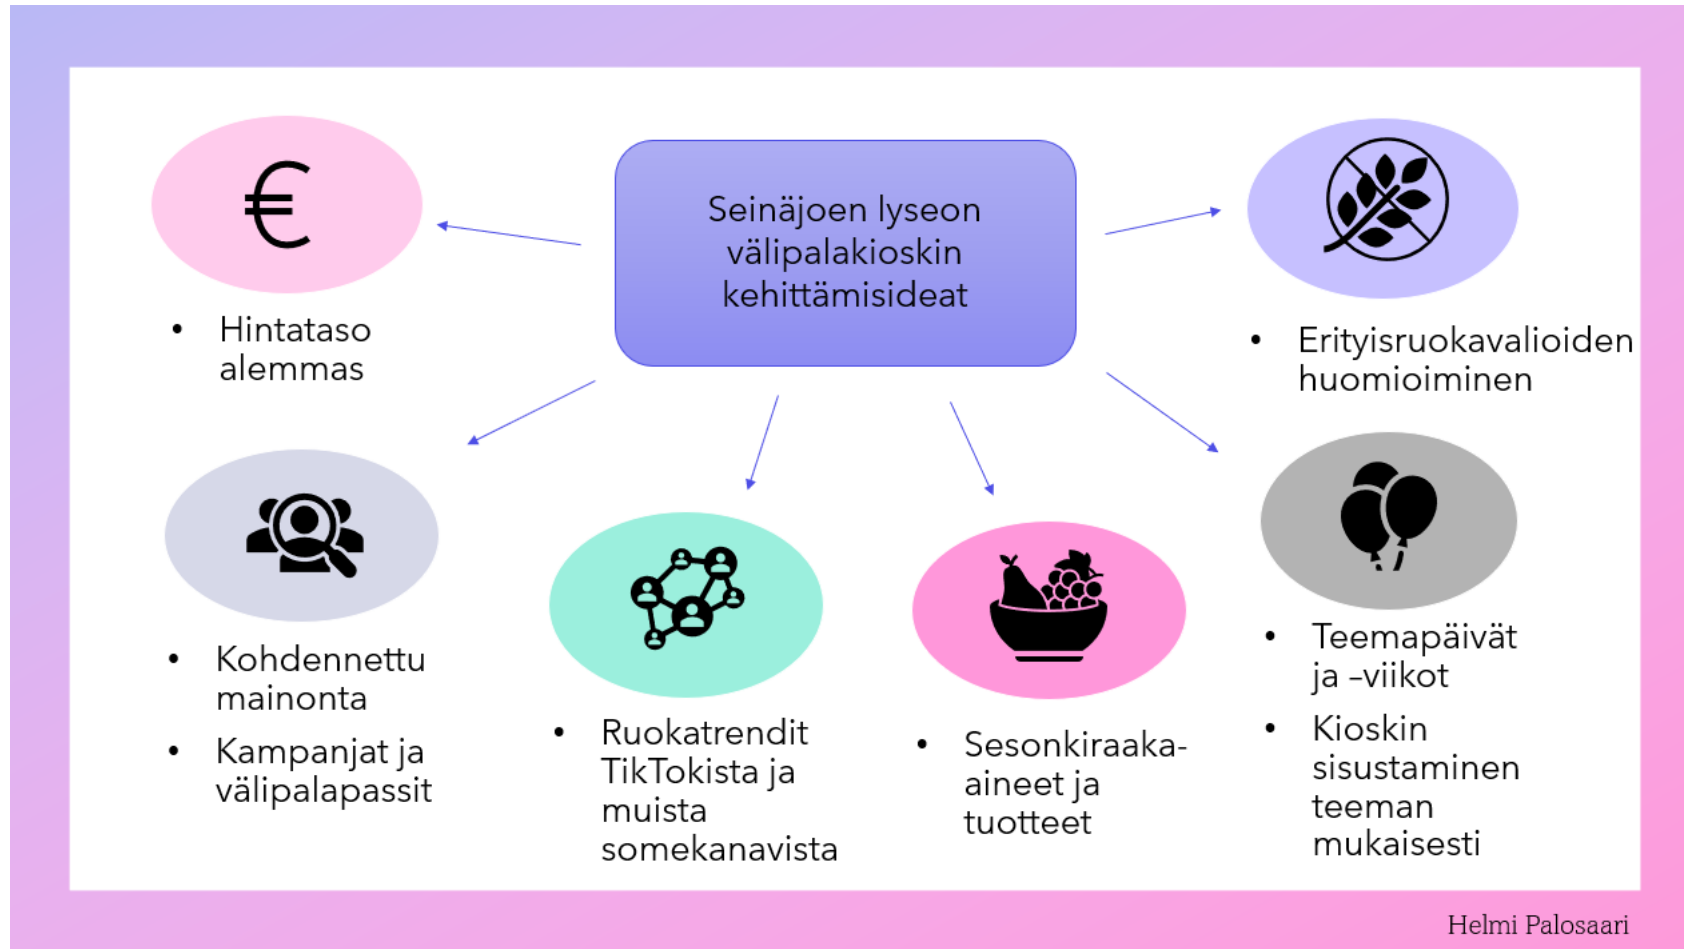 Seinäjoen lyseon
välipalakioskin
kehittämisideat
€
• Hintataso
alemmas
• Erityisruokavalioiden
huomioiminen
• Kohdennettu
mainonta
• Kampanjat ja
välipalapassit
• Ruokatrendit
TikTokista ja
muista
somekanavista
• Sesonkiraaka-
aineet ja
tuotteet
• Teemapäivät
ja –viikot
• Kioskin
sisustaminen
teeman
mukaisesti
Helmi Palosaari